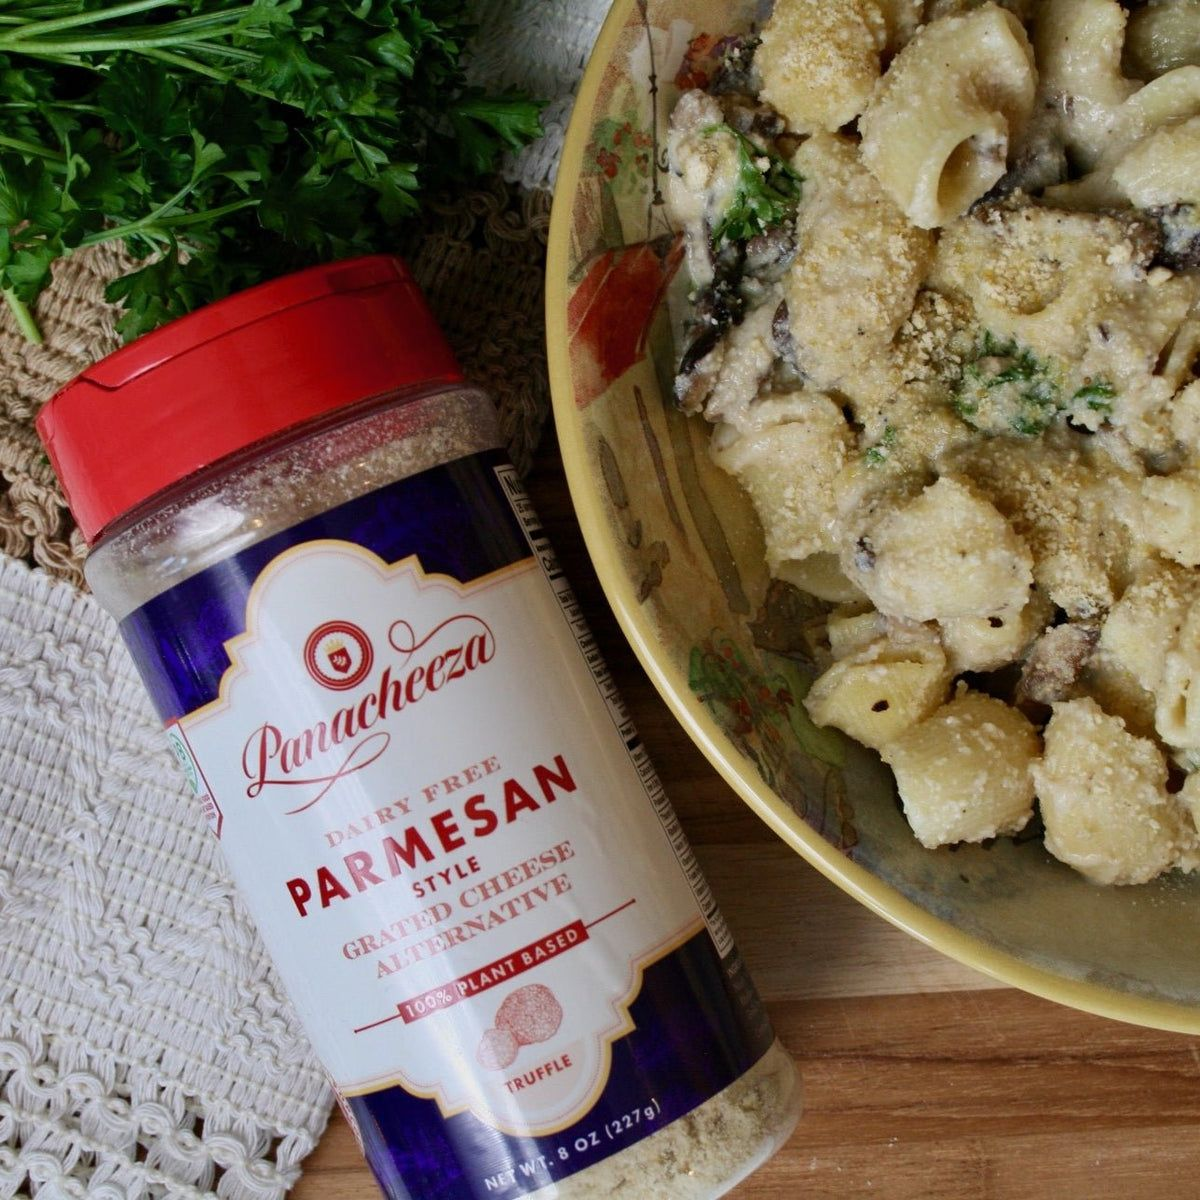 Panacheeza
DAIRY FREE
PARMESAN
STYLE
GRATED CHEESE
ALTERNATIVE
100% PLANT BASED
TRUFFLE
NET WT. 8 OZ (227g)